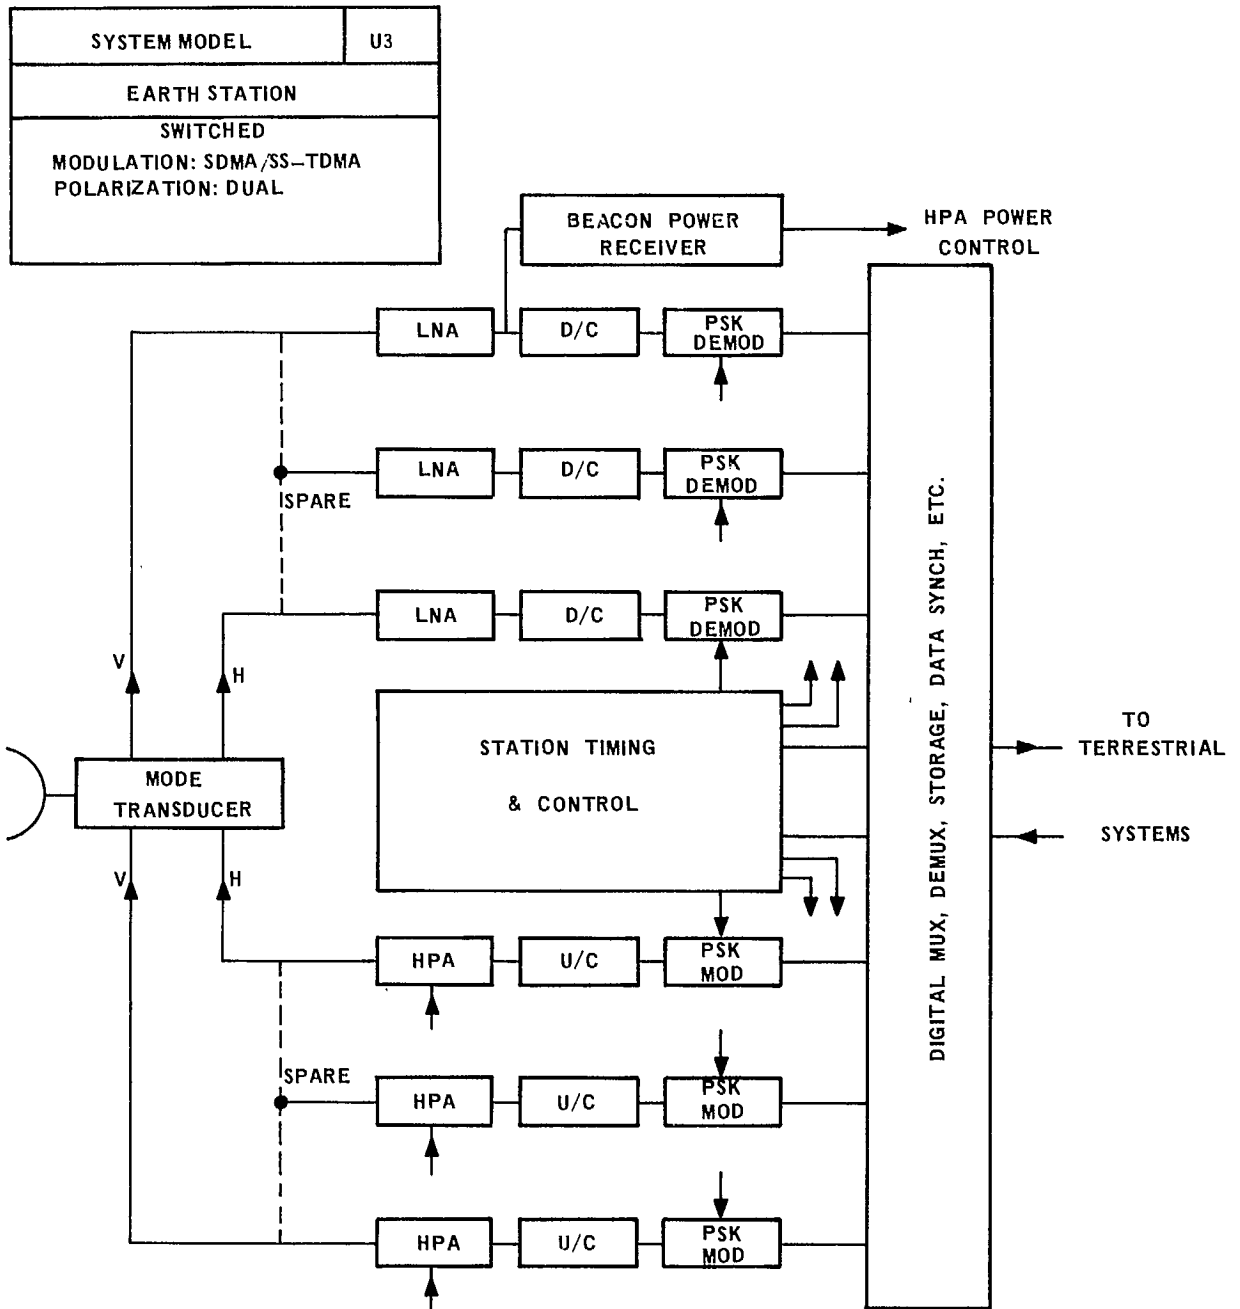 SYSTEM MODEL
U3
EARTH STATION
SWITCHED
MODULATION: SDMA/SS-TDMA
POLARIZATION: DUAL
BEACON POWER
RECEIVER
HPA POWER
CONTROL
LNA
D/C
PSK
DEMOD
SPARE
LNA
D/C
PSK
DEMOD
LNA
D/C
PSK
DEMOD
V
H
STATION TIMING
& CONTROL
MODE
TRANSDUCER
V
H
DIGITAL MUX, DEMUX, STORAGE, DATA SYNCH, ETC.
TO
TERRESTRIAL
SYSTEMS
HPA
U/C
PSK
MOD
SPARE
HPA
U/C
PSK
MOD
HPA
U/C
PSK
MOD